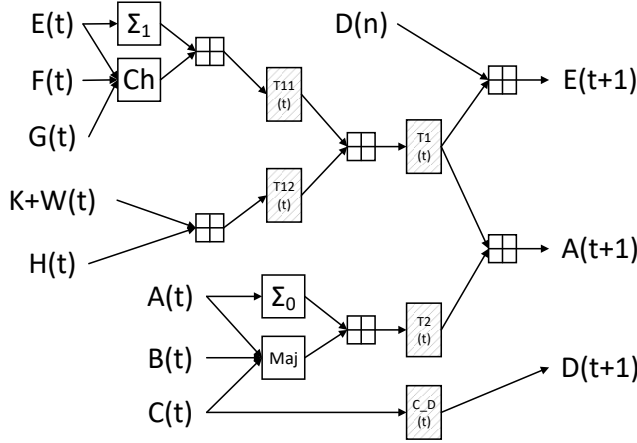 E(t)
Σ1
D(n)
F(t)
Ch
T11
(t)
E(t+1)
G(t)
T1
(t)
K+W(t)
T12
(t)
H(t)
A(t+1)
A(t)
Σ0
T2
(t)
B(t)
Maj
D(t+1)
C(t)
C_D
(t)